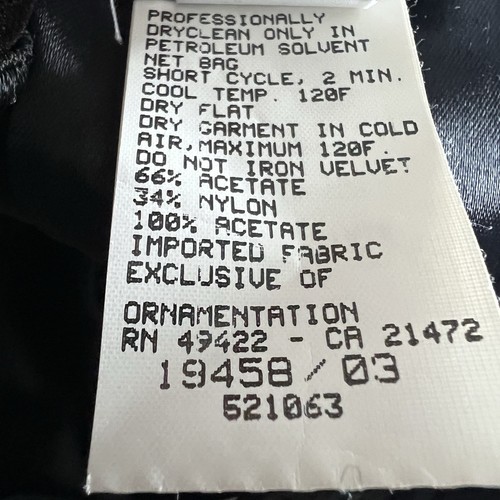 PROFESSIONALLY
DRYCLEAN ONLY IN
PETROLEUM SOLVENT
NET BAG
SHORT CYCLE, 2 MIN.
COOL TEMP. 120F
DRY FLAT
DRY GARMENT IN COLD
AIR,MAXIMUM 120F.
DO NOT IRON VELVET
66% ACETATE
34% NYLON
100% ACETATE
IMPORTED FABRIC
EXCLUSIVE OF
ORNAMENTATION
RN 49422 - CA 21472
19458/03
521063